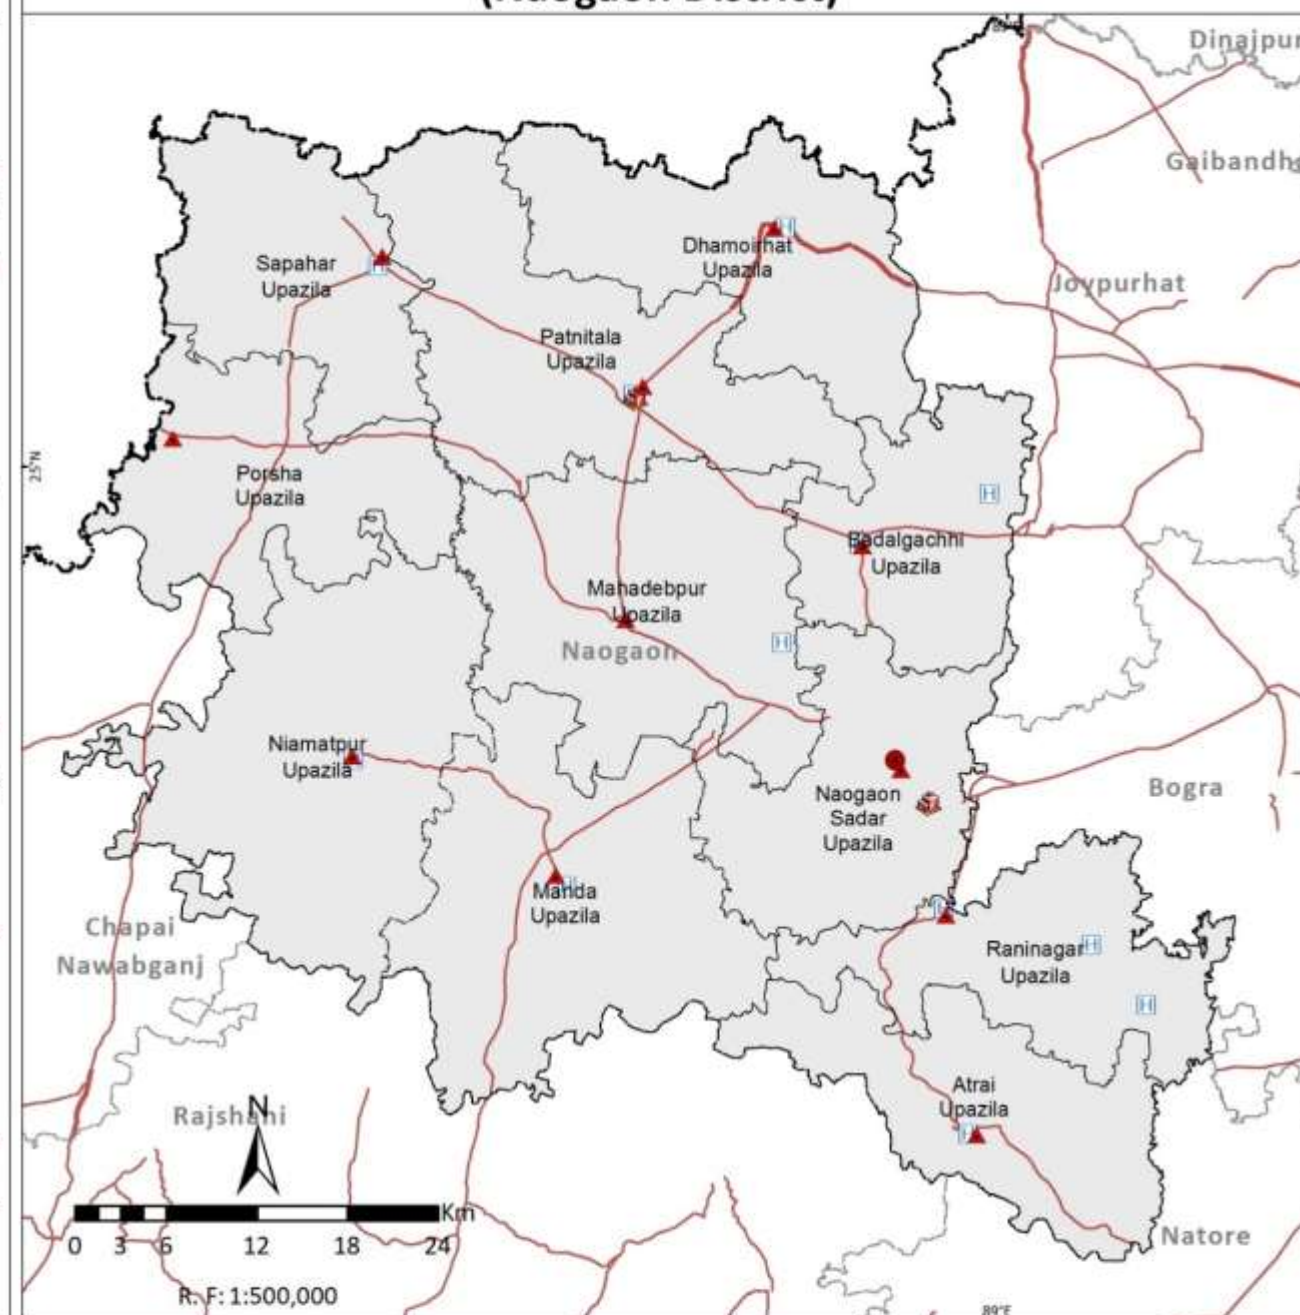 (Naogaon District)
Dinajpur
Gaibandha
Joypurhat
Sapahar
Upazila
Dhamoirhat
Upazila
Patnitala
Upazila
25°N
Porsha
Upazila
H
Badalgachhi
Upazila
Mahadebpur
Upazila
H
Naogaon
Niamatpur
Upazila
Bogra
Naogaon
Sadar
Upazila
Manda
Upazila
Chapai
Nawabganj
Raninagar H
Upazila
H
Atrai
Upazila
Rajshahi
N
Km
0 3 6 12 18 24
Natore
R. F: 1:500,000
89°E